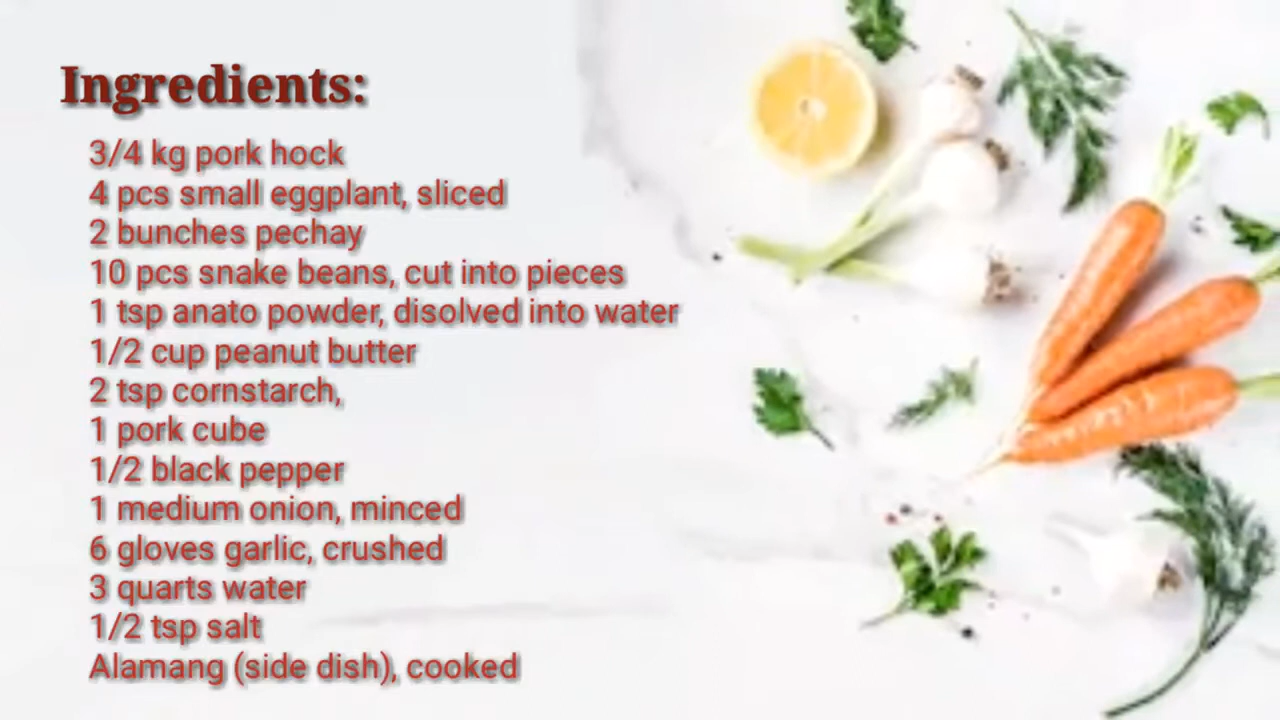 Ingredients:
3/4 kg pork hock
4 pcs small eggplant, sliced
2 bunches pechay
10 pcs snake beans, cut into pieces
1 tsp anato powder, disolved into water
1/2 cup peanut butter
2 tsp cornstarch,
1 pork cube
1/2 black pepper
1 medium onion, minced
6 gloves garlic, crushed
3 quarts water
1/2 tsp salt
Alamang (side dish), cooked